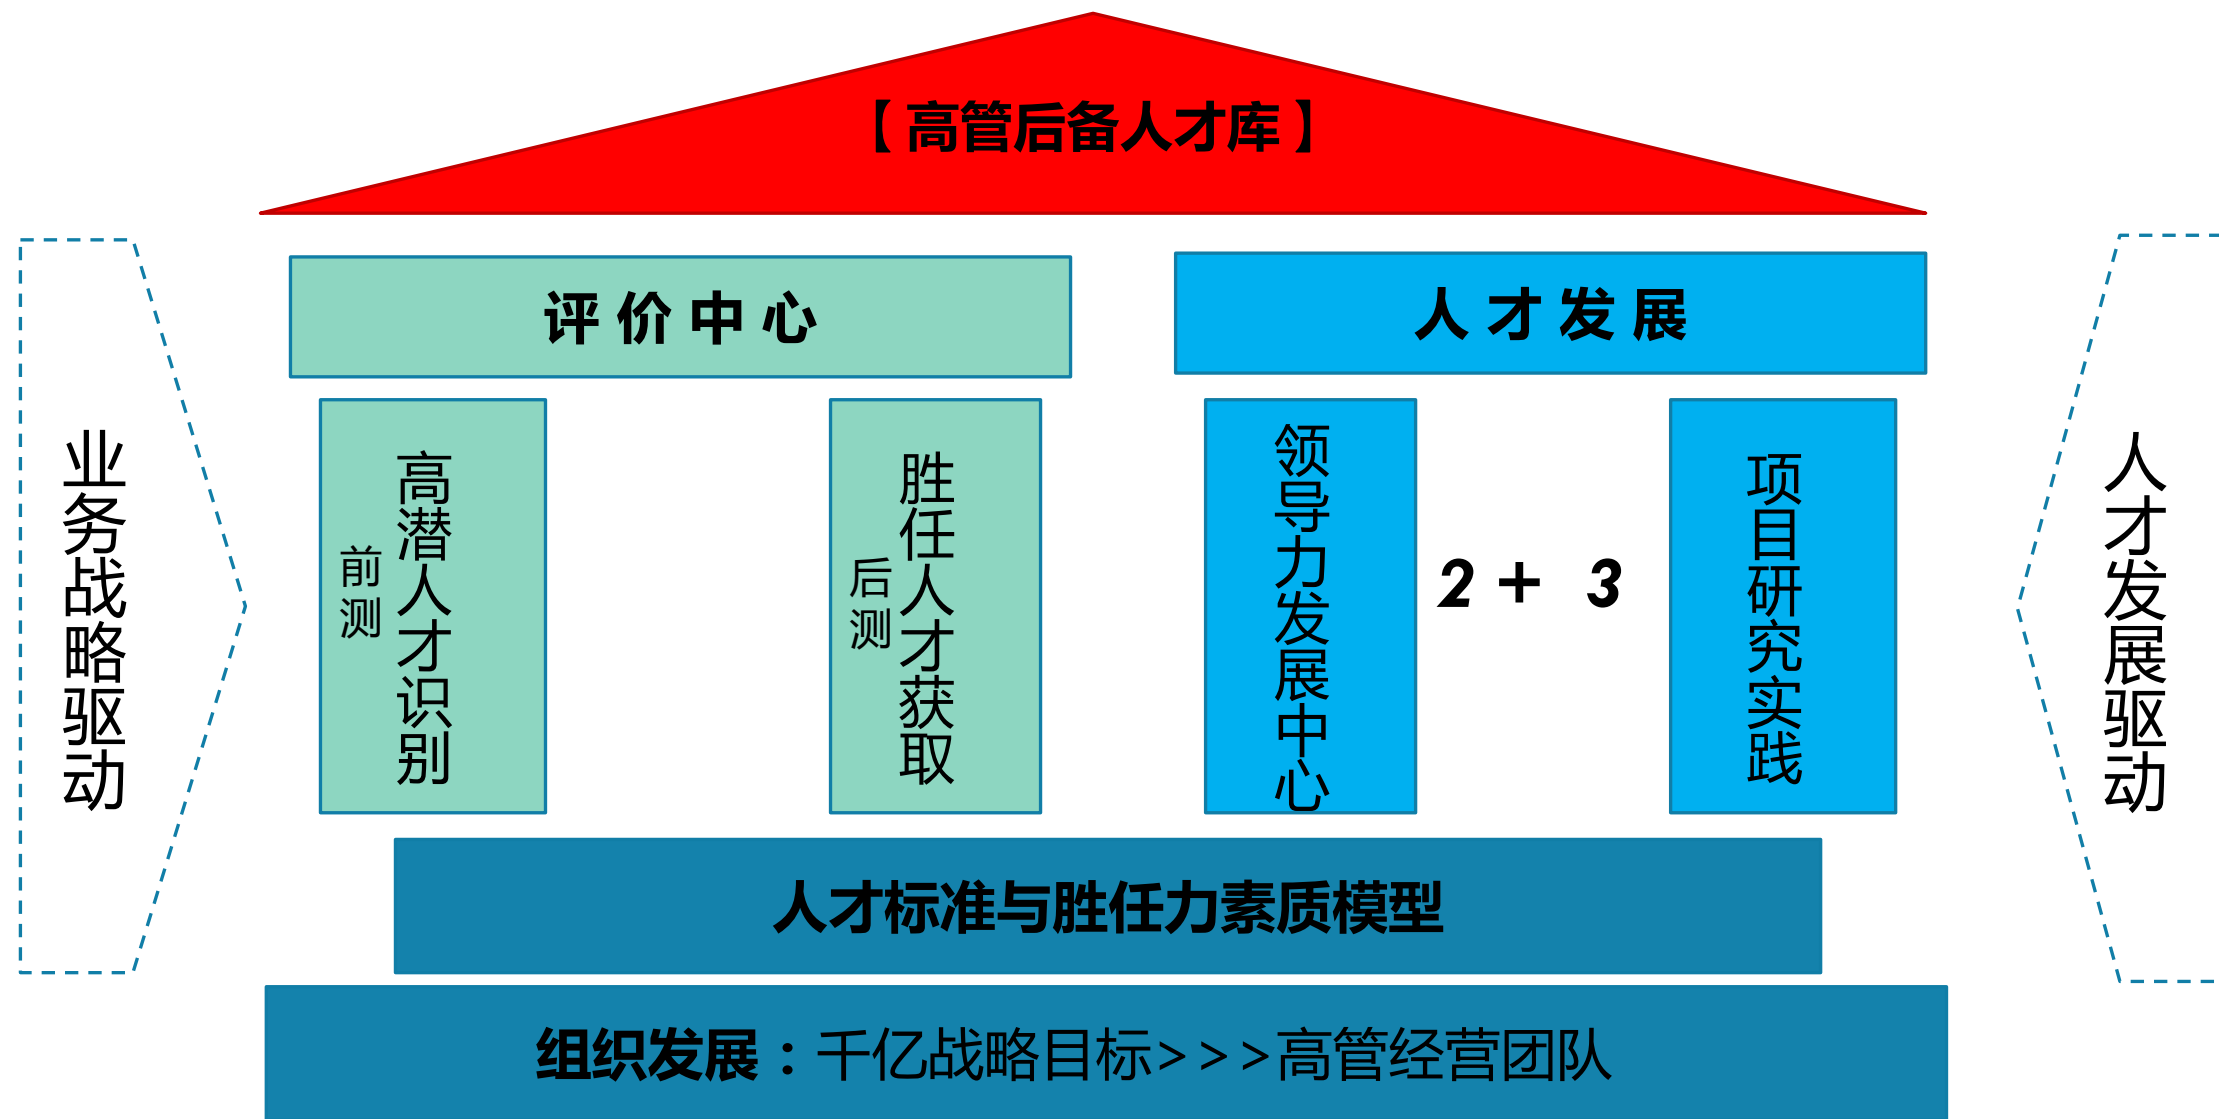 【 高管后备人才库 】
评 价 中 心
人 才 发 展
业务战略驱动
前测
高潜人才识别
后测
胜任人才获取
领导力发展中心
2 + 3
项目研究实践
人才发展驱动
人才标准与胜任力素质模型
组织发展：千亿战略目标>>>高管经营团队